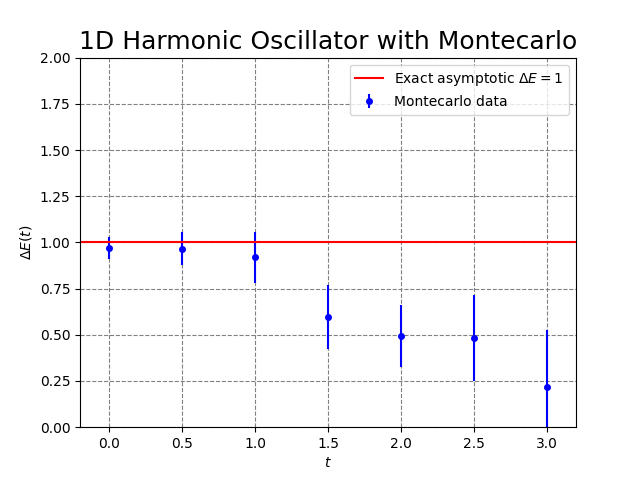 1D Harmonic Oscillator with Montecarlo
Exact asymptotic ΔE = 1
Montecarlo data
2.00
1.75
1.50
1.25
1.00
0.75
0.50
0.25
0.00
ΔE(t)
0.0 0.5 1.0 1.5 2.0 2.5 3.0
t